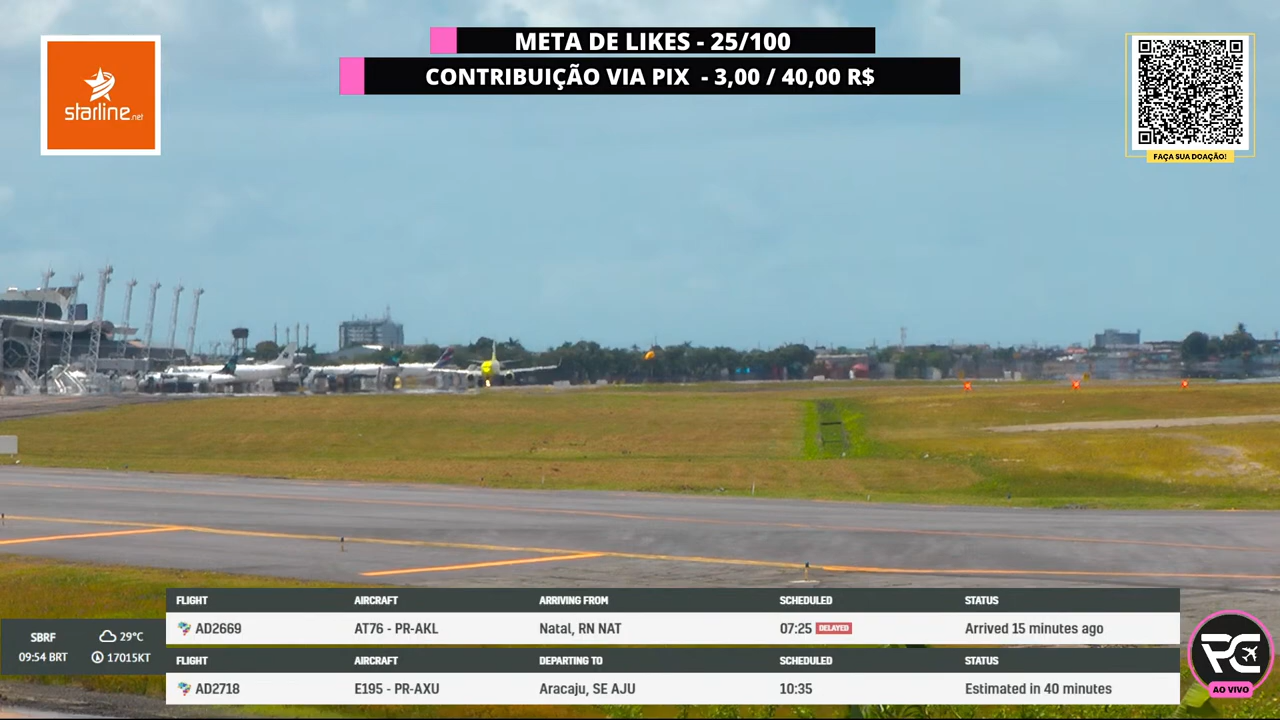 META DE LIKES - 25/100
CONTRIBUIÇÃO VIA PIX - 3,00 / 40,00 R$
starline.net
FAÇA SUA DOAÇÃO!
FLIGHT AIRCRAFT ARRIVING FROM SCHEDULED STATUS
AD2669 AT76 - PR-AKL Natal, RN NAT 07:25 DELAYED Arrived 15 minutes ago
FLIGHT AIRCRAFT DEPARTING TO SCHEDULED STATUS
AD2718 E195 - PR-AXU Aracaju, SE AJU 10:35 Estimated in 40 minutes
SBRF 29°C
09:54 BRT 17015KT
PC
AO VIVO